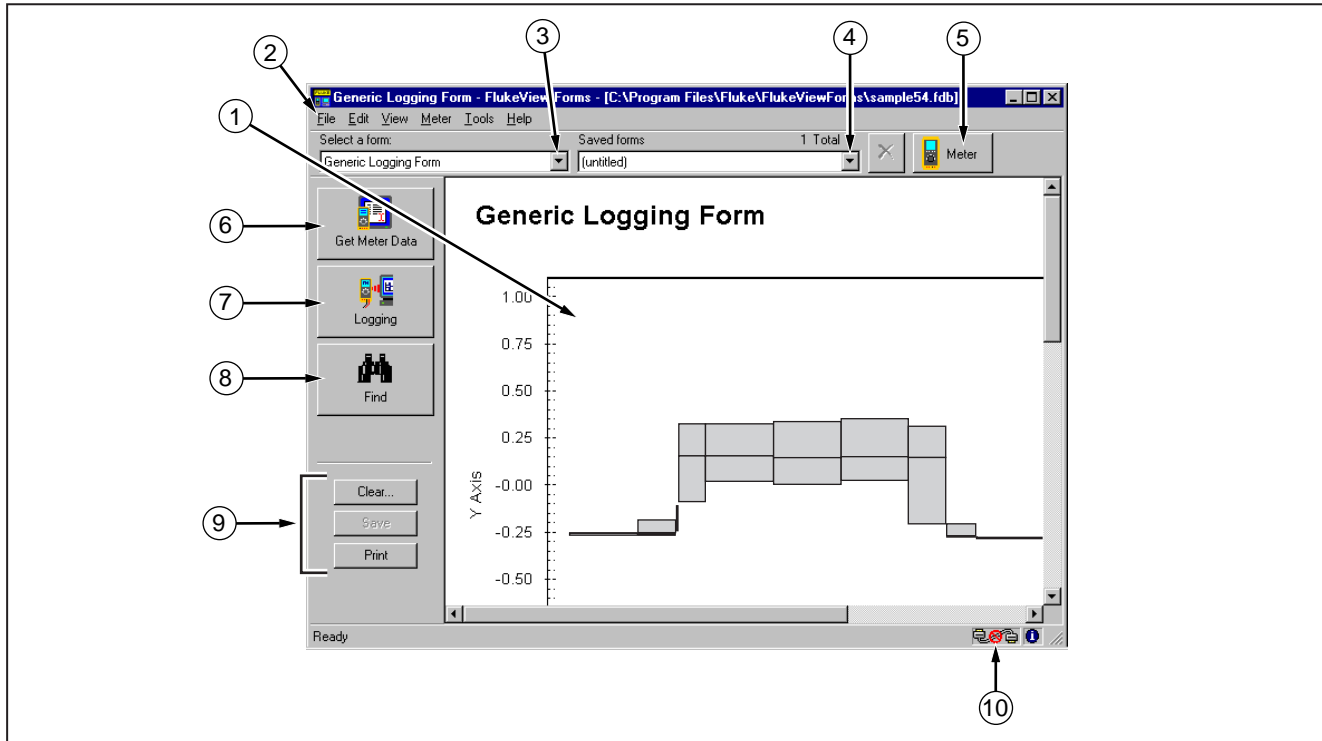 3
4
5
2
1
Generic Logging Form - FlukeView Forms - [C:\Program Files\Fluke\FlukeViewForms\sample54.fdb]
File Edit View Meter Tools Help
Select a form:
Saved forms 1 Total
Generic Logging Form
(untitled)
Meter
6
Get Meter Data
7
Logging
8
Find
9
Clear...
Save
Print
Generic Logging Form
1.00
0.75
0.50
0.25
-0.00
-0.25
-0.50
Y Axis
Ready
10